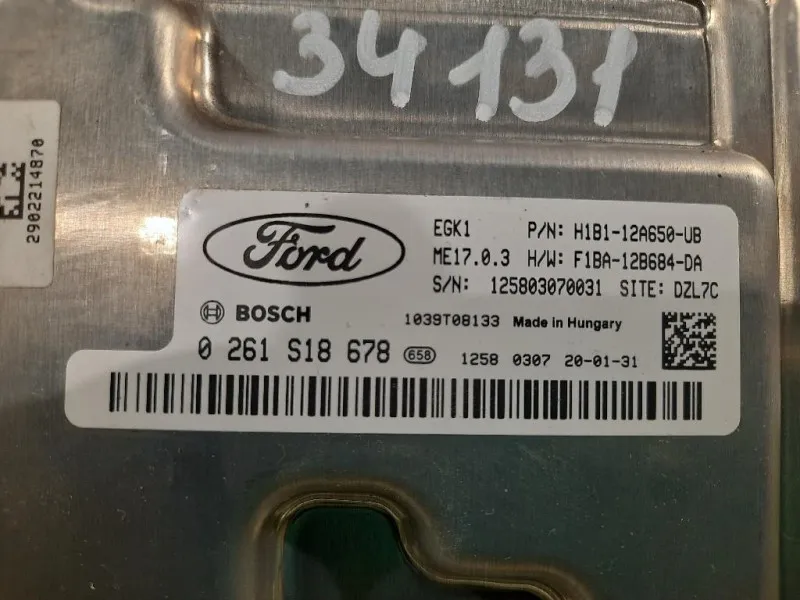 34131
2902214870
Ford
EGK1 P/N: H1B1-12A650-UB
ME17.0.3 H/W: F1BA-12B684-DA
S/N: 125803070031 SITE: DZL7C
BOSCH 1039T08133 Made in Hungary
0 261 S18 678 658 1258 0307 20-01-31